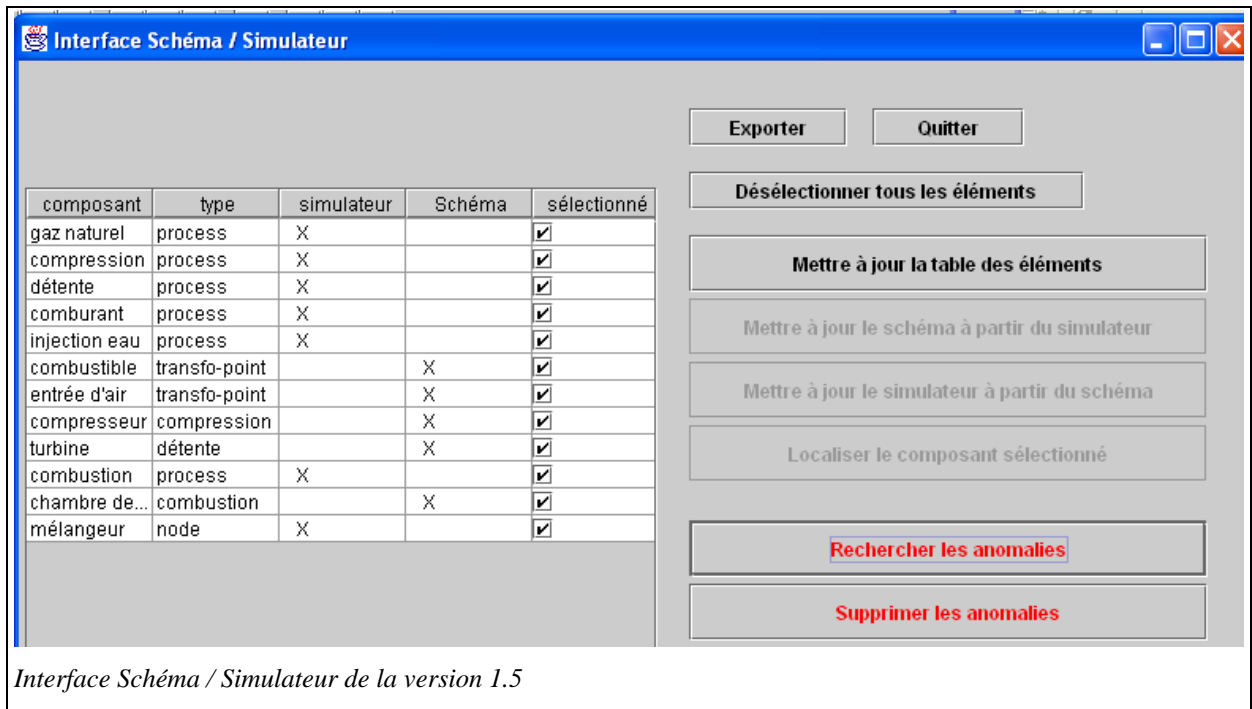 Interface Schéma / Simulateur
Exporter
Quitter
Désélectionner tous les éléments
composant type simulateur Schéma sélectionné
gaz naturel process X
compression process X
détente process X
comburant process X
injection eau process X
combustible transfo-point X
entrée d'air transfo-point X
compresseur compression X
turbine détente X
combustion process X
chambre de... combustion X
mélangeur node X
Mettre à jour la table des éléments
Mettre à jour le schéma à partir du simulateur
Mettre à jour le simulateur à partir du schéma
Localiser le composant sélectionné
Rechercher les anomalies
Supprimer les anomalies
Interface Schéma / Simulateur de la version 1.5